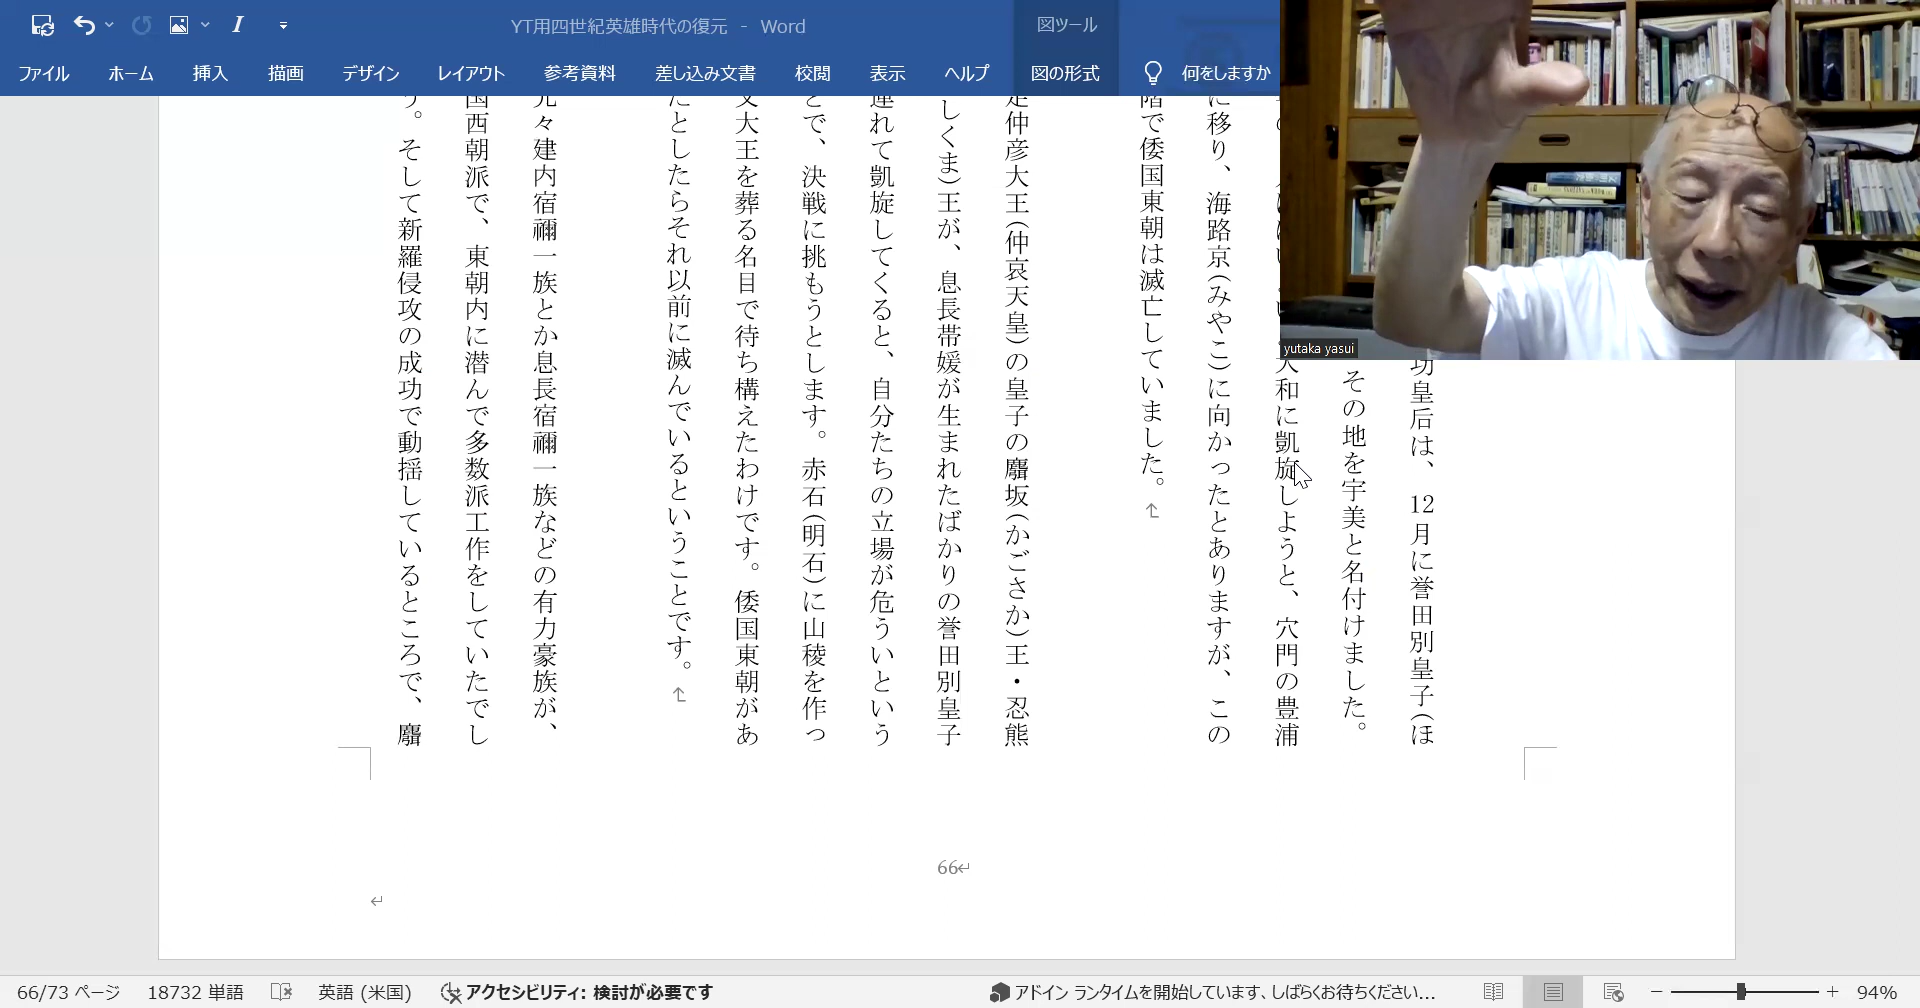 YT用四世紀英雄時代の復元 - Word
図ツール
ファイル ホーム 挿入 描画 デザイン レイアウト 参考資料 差し込み文書 校閲 表示 ヘルプ 図の形式 何をしますか
yutaka yasui
功皇后は、12月に誉田別皇子(ほ
その地を宇美と名付けました。
大和に凱旋しようと、穴門の豊浦
に移り、海路京(みやこ)に向かったとありますが、この
階で倭国東朝は滅亡していました。
足仲彦大王(仲哀天皇)の皇子の麛坂(かごさか)王・忍熊
しくま)王が、息長帯媛が生まれたばかりの誉田別皇子
連れて凱旋してくると、自分たちの立場が危ういという
とで、決戦に挑もうとします。赤石(明石)に山稜を作っ
父大王を葬る名目で待ち構えたわけです。倭国東朝があ
たとしたらそれ以前に滅んでいるということです。
元々建内宿禰一族とか息長宿禰一族などの有力豪族が、
国西朝派で、東朝内に潜んで多数派工作をしていたでし
う。そして新羅侵攻の成功で動揺しているところで、麛
66
66/73 ページ 18732 単語 英語 (米国) アクセシビリティ: 検討が必要です アドイン ランタイムを開始しています、しばらくお待ちください... 94%